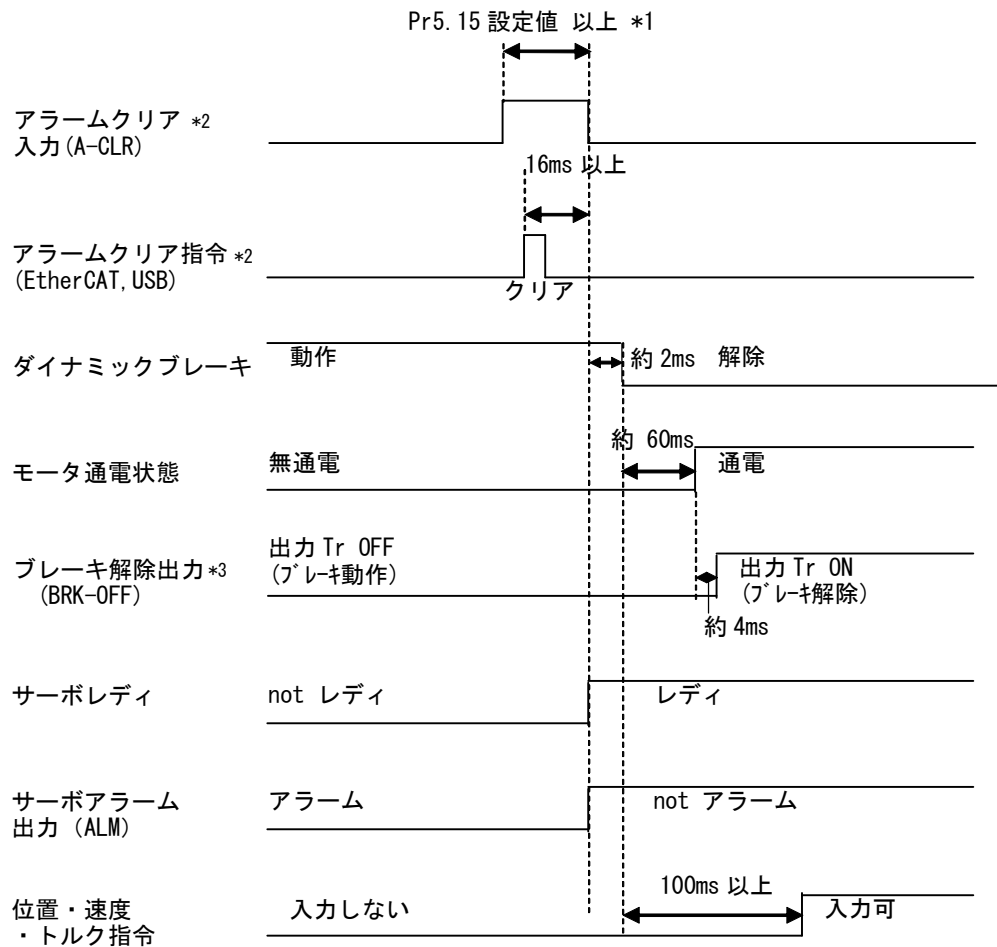 Pr5.15 設定値 以上 *1
アラームクリア *2
入力(A-CLR)
16ms 以上
アラームクリア指令 *2
(EtherCAT,USB)
クリア
ダイナミックブレーキ
動作
約 2ms 解除
約 60ms
モータ通電状態
無通電
通電
ブレーキ解除出力*3
(BRK-OFF)
出力 Tr OFF
(ﾌﾞﾚｰｷ動作)
出力 Tr ON
(ﾌﾞﾚｰｷ解除)
約 4ms
サーボレディ
not レディ
レディ
サーボアラーム
出力 (ALM)
アラーム
not アラーム
100ms 以上
位置・速度
・トルク指令
入力しない
入力可